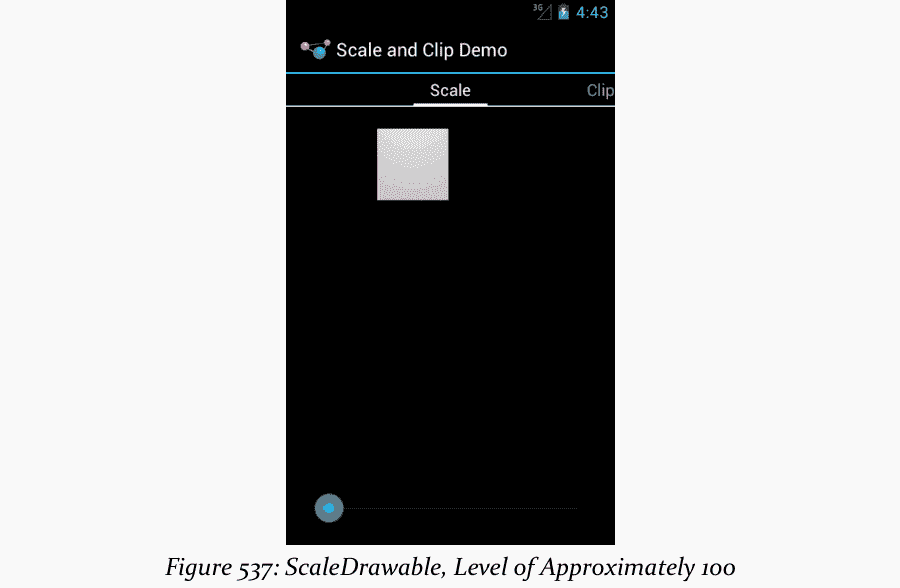 3G 4:43
Scale and Clip Demo
Scale Clip
Figure 537: ScaleDrawable, Level of Approximately 100